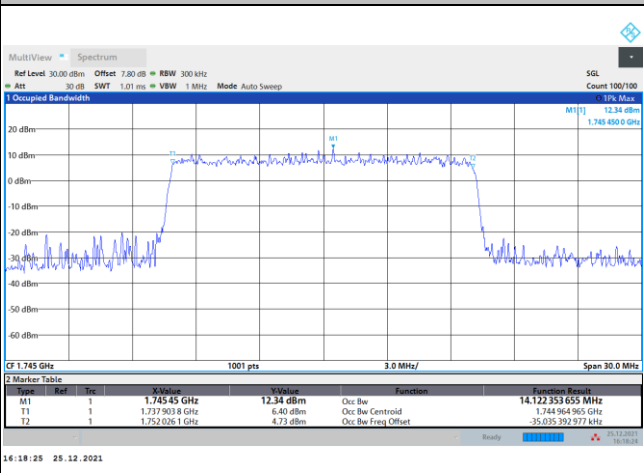 MultiView Spectrum
Ref Level 30.00 dBm Offset 7.80 dB RBW 300 kHz SGL
Att 30 dB SWT 1.01 ms VBW 1 MHz Mode Auto Sweep Count 100/100
1 Occupied Bandwidth 1Pk Max
M1[1] 12.34 dBm
1.745 450 0 GHz
20 dBm
M1
10 dBm
T1
T2
0 dBm
-10 dBm
-20 dBm
-30 dBm
-40 dBm
-50 dBm
-60 dBm
CF 1.745 GHz 1001 pts 3.0 MHz/ Span 30.0 MHz
2 Marker Table
Type Ref Trc X-Value Y-Value Function Function Result
M1 1 1.745 45 GHz 12.34 dBm Occ Bw 14.122 353 655 MHz
T1 1 1.737 903 8 GHz 6.40 dBm Occ Bw Centroid 1.744 964 965 GHz
T2 1 1.752 026 1 GHz 4.73 dBm Occ Bw Freq Offset -35.035 392 977 kHz
Ready 25.12.2021
16:18:24
16:18:25 25.12.2021